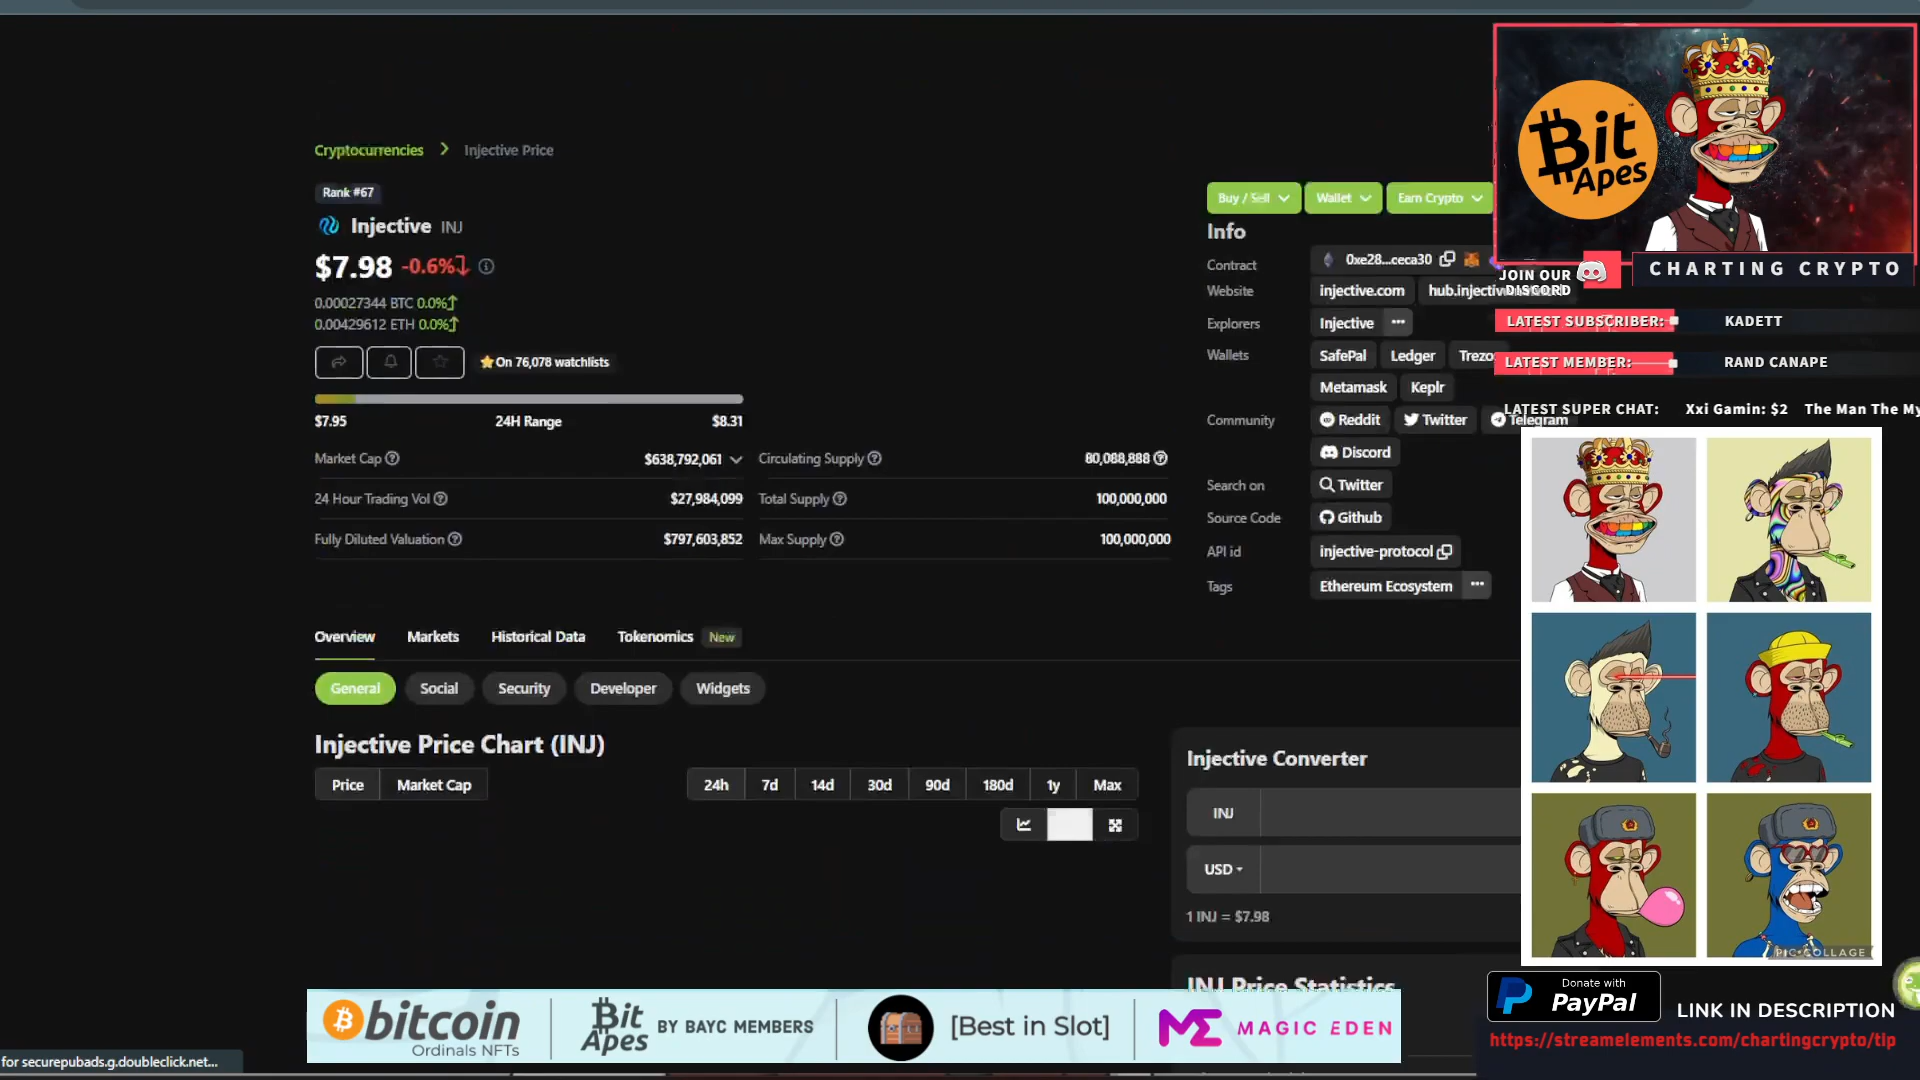 Cryptocurrencies > Injective Price
Rank #67
Injective INJ
$7.98 -0.6%
0.00027344 BTC 0.0%
0.00429612 ETH 0.0%
On 76,078 watchlists
$7.95 24H Range $8.31
Market Cap $638,792,061
Circulating Supply
24 Hour Trading Vol $27,984,099
Total Supply 100,000,000
Fully Diluted Valuation $797,603,852
Max Supply 100,000,000
Buy / Sell Wallet Earn Crypto
Info
Contract 0xe28...ceca30
Website injective.com
Explorers Injective •••
Wallets SafePal Ledger
Metamask Keplr
Community Reddit Twitter Telegram
Discord
Search on Twitter
Source Code Github
API id injective-protocol
Tags Ethereum Ecosystem •••
Overview Markets Historical Data Tokenomics New
General Social Security Developer Widgets
Injective Price Chart (INJ)
Price Market Cap
24h 7d 14d 30d 90d 180d 1y Max
Injective Converter
INJ
USD
1 INJ = $7.98
INJ Price Statistics
Bit Apes
JOIN OUR DISCORD
CHARTING CRYPTO
LATEST SUBSCRIBER: KADETT
LATEST MEMBER: RAND CANAPE
LATEST SUPER CHAT: Xxi Gamin: $2 The Man The My
PIC•COLLAGE
Donate with
PayPal
LINK IN DESCRIPTION
https://streamelements.com/chartingcrypto/tip
bitcoin
Ordinals NFTs
Bit Apes
BY BAYC MEMBERS
[Best in Slot]
ME MAGIC EDEN
for securepubads.g.doubleclick.net...